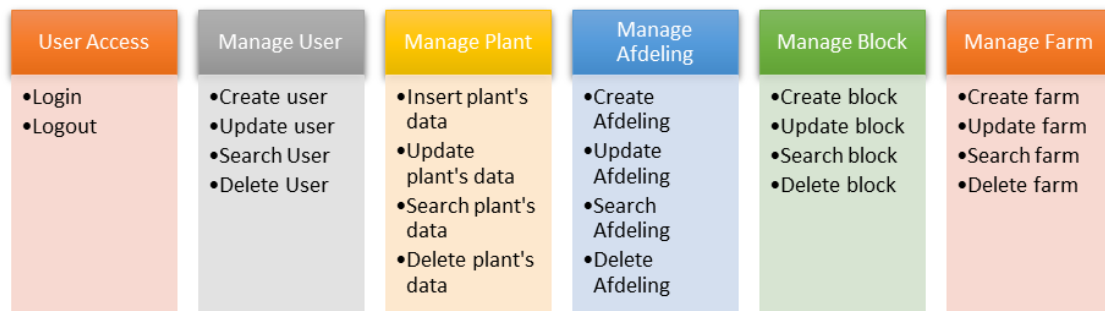 User Access
•Login
•Logout
Manage User
•Create user
•Update user
•Search User
•Delete User
Manage Plant
•Insert plant's
data
•Update
plant's data
•Search plant's
data
•Delete plant's
data
Manage
Afdeling
•Create
Afdeling
•Update
Afdeling
•Search
Afdeling
•Delete
Afdeling
Manage Block
•Create block
•Update block
•Search block
•Delete block
Manage Farm
•Create farm
•Update farm
•Search farm
•Delete farm